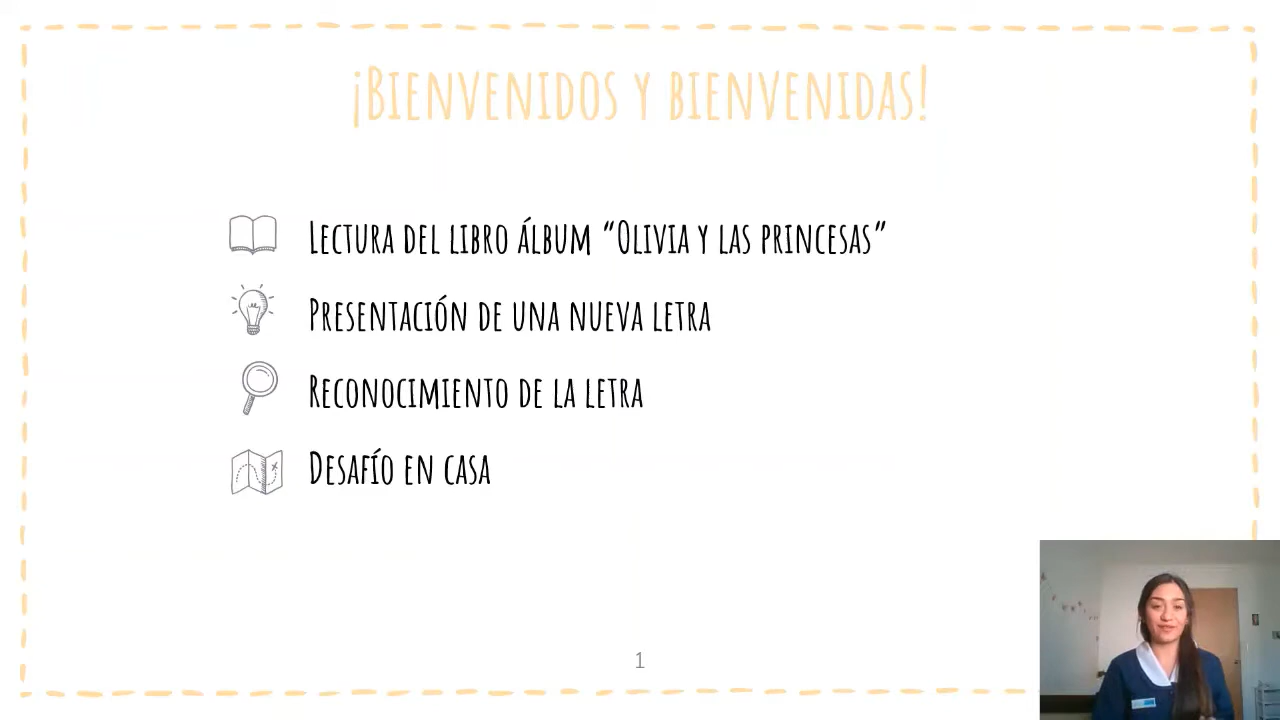 ¡Bienvenidos y bienvenidas!
Lectura del libro álbum “Olivia y las princesas”
Presentación de una nueva letra
Reconocimiento de la letra
Desafío en casa
1